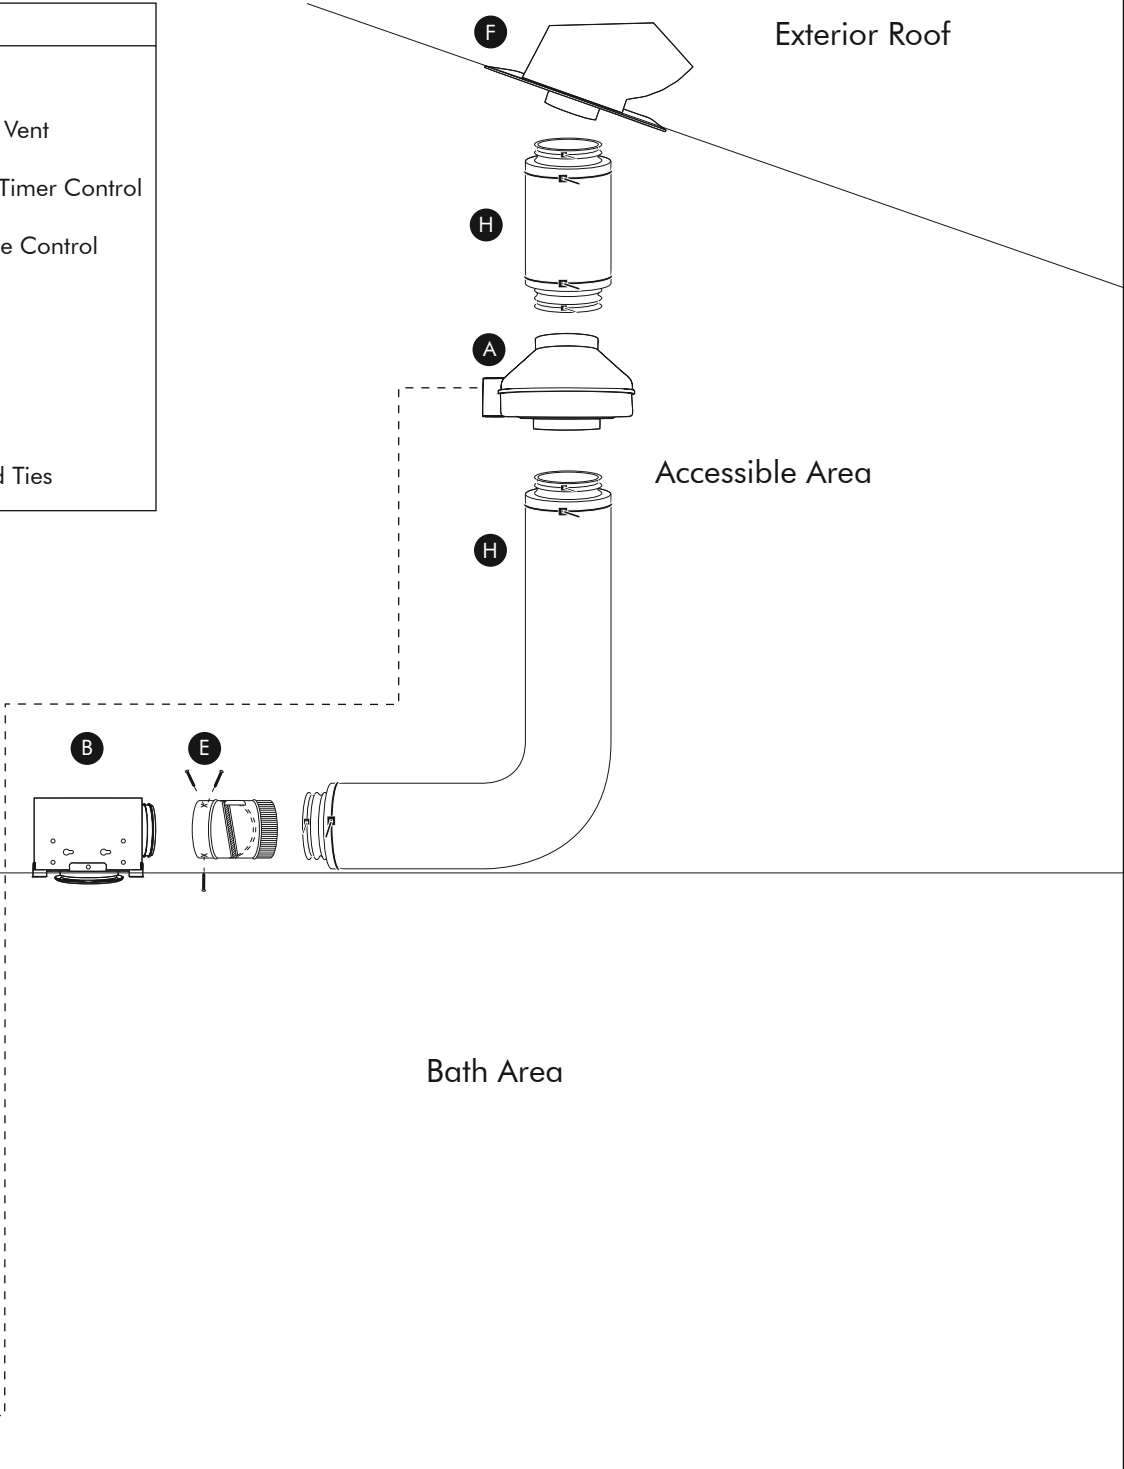 F
Exterior Roof
Vent
Timer Control
H
e Control
A
Accessible Area
d Ties
H
B
E
Bath Area